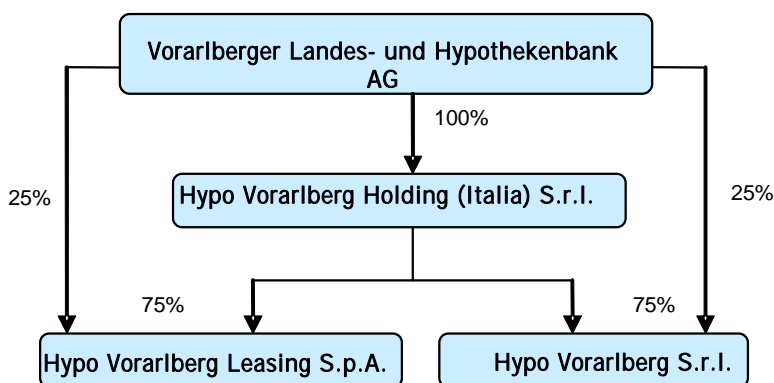 Vorarlberger Landes- und Hypothekenbank
AG
100%
25%
25%
Hypo Vorarlberg Holding (Italia) S.r.l.
75%
75%
Hypo Vorarlberg Leasing S.p.A.
Hypo Vorarlberg S.r.l.